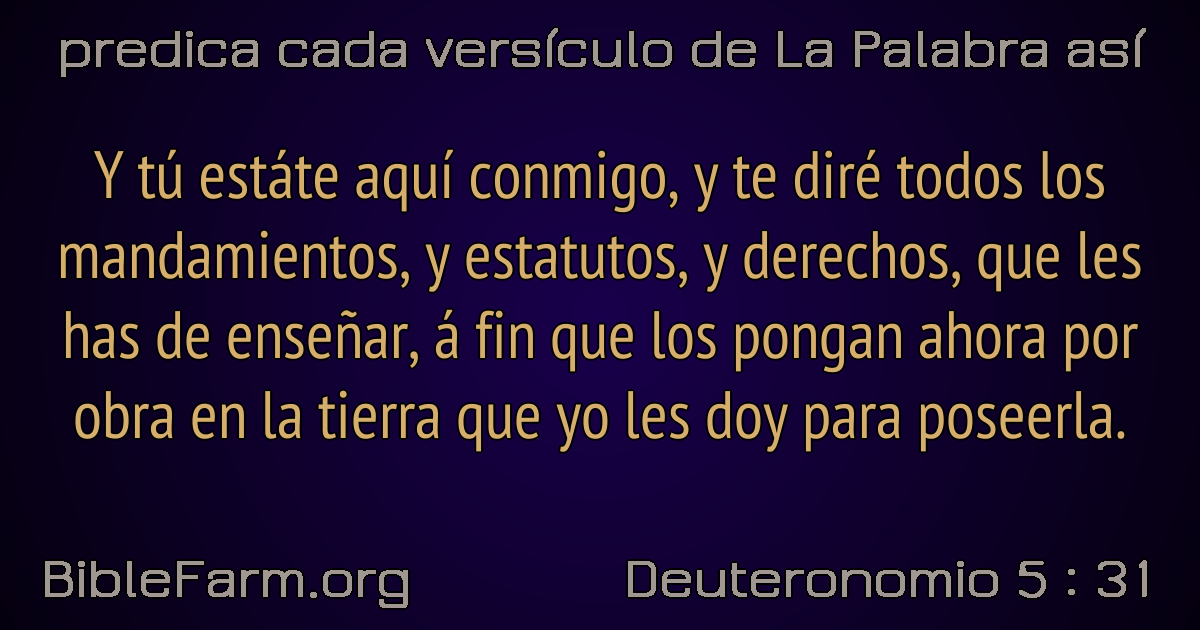 predica cada versículo de La Palabra así
Y tú estáte aquí conmigo, y te diré todos los
mandamientos, y estatutos, y derechos, que les
has de enseñar, á fin que los pongan ahora por
obra en la tierra que yo les doy para poseerla.
BibleFarm.org
Deuteronomio 5 : 31